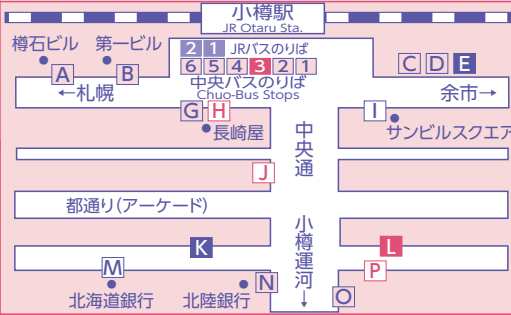 小樽駅
JR Otaru Sta.
樽石ビル 第一ビル
2 1 JRバスのりば
6 5 4 3 2 1
A B C D E
←札幌 中央バスのりば 余市→
Chuo-Bus Stops
G H I
長崎屋 サンビルスクエア
中央通
J
都通り(アーケード)
小樽運河→
K L
M P
北海道銀行 北陸銀行 N O